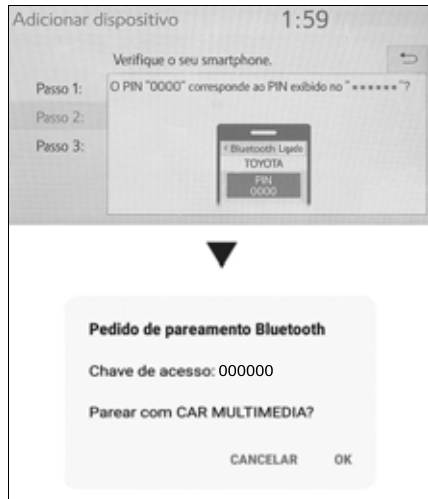 Adicionar dispositivo
1:59
Verifique o seu smartphone.
Passo 1:
O PIN "0000" corresponde ao PIN exibido no "******"?
Passo 2:
Passo 3:
< Bluetooth Ligado
TOYOTA
PIN
0000
Pedido de pareamento Bluetooth
Chave de acesso: 000000
Parear com CAR MULTIMEDIA?
CANCELAR OK